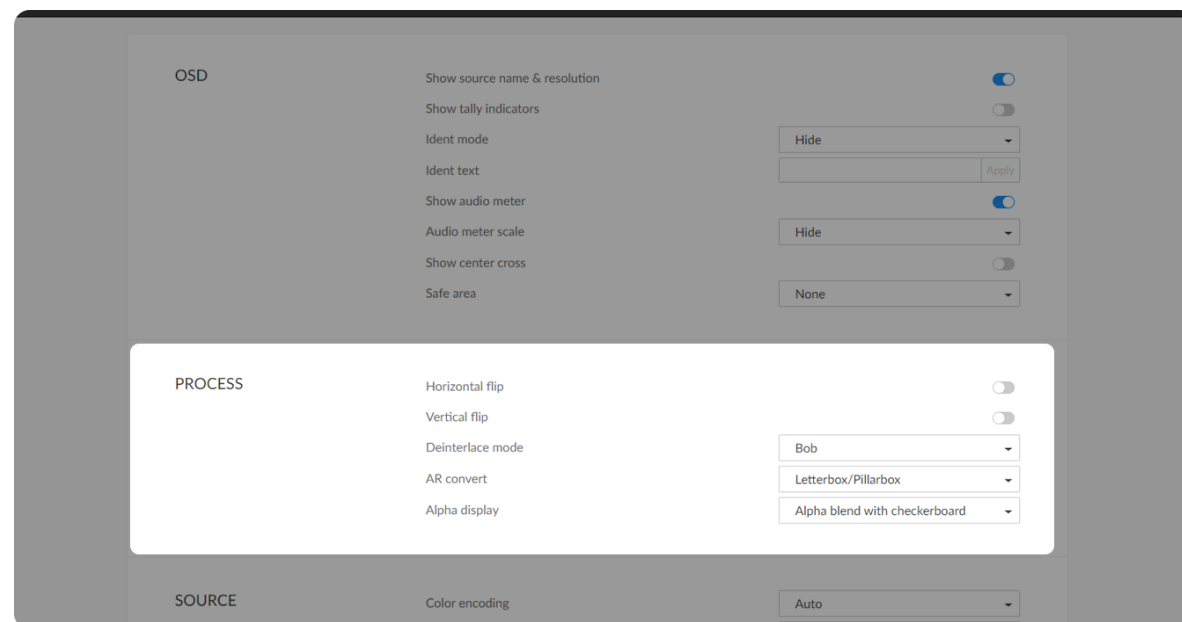 OSD
Show source name & resolution
Show tally indicators
Ident mode Hide
Ident text Apply
Show audio meter
Audio meter scale Hide
Show center cross
Safe area None
PROCESS
Horizontal flip
Vertical flip
Deinterlace mode Bob
AR convert Letterbox/Pillarbox
Alpha display Alpha blend with checkerboard
SOURCE
Color encoding Auto